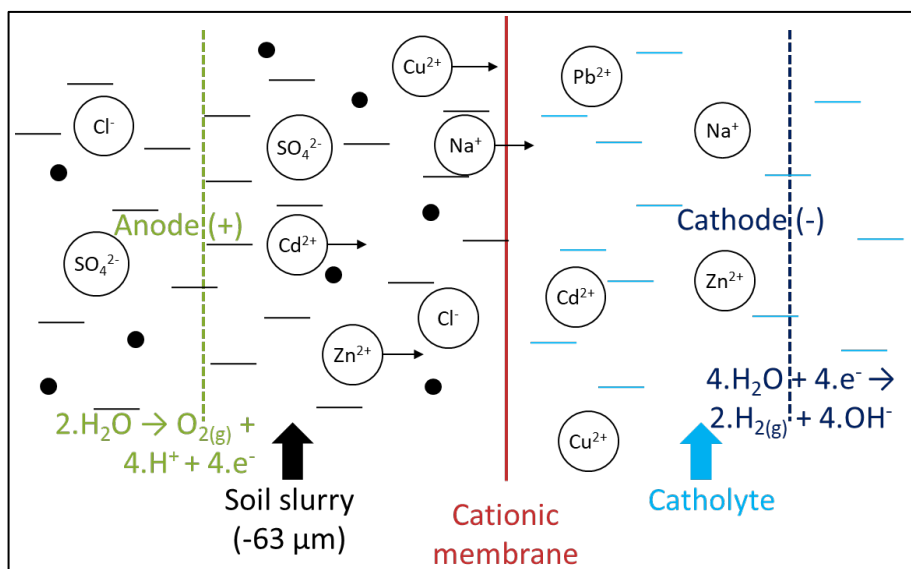 Cu²⁺
Pb²⁺
Cl⁻
SO₄²⁻
Na⁺
Na⁺
Anode (+)
Cathode (-)
SO₄²⁻
Cd²⁺
Cd²⁺
Zn²⁺
Cl⁻
Zn²⁺
2.H₂O → O₂₍g₎ +
4.H⁺ + 4.e⁻
4.H₂O + 4.e⁻ →
2.H₂₍g₎ + 4.OH⁻
Cu²⁺
Soil slurry
(-63 µm)
Cationic
membrane
Catholyte